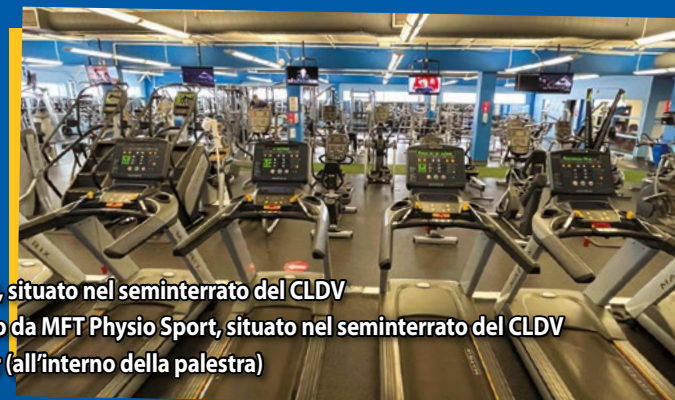 , situato nel seminterrato del CLDV
o da MFT Physio Sport, situato nel seminterrato del CLDV
(all’interno della palestra)